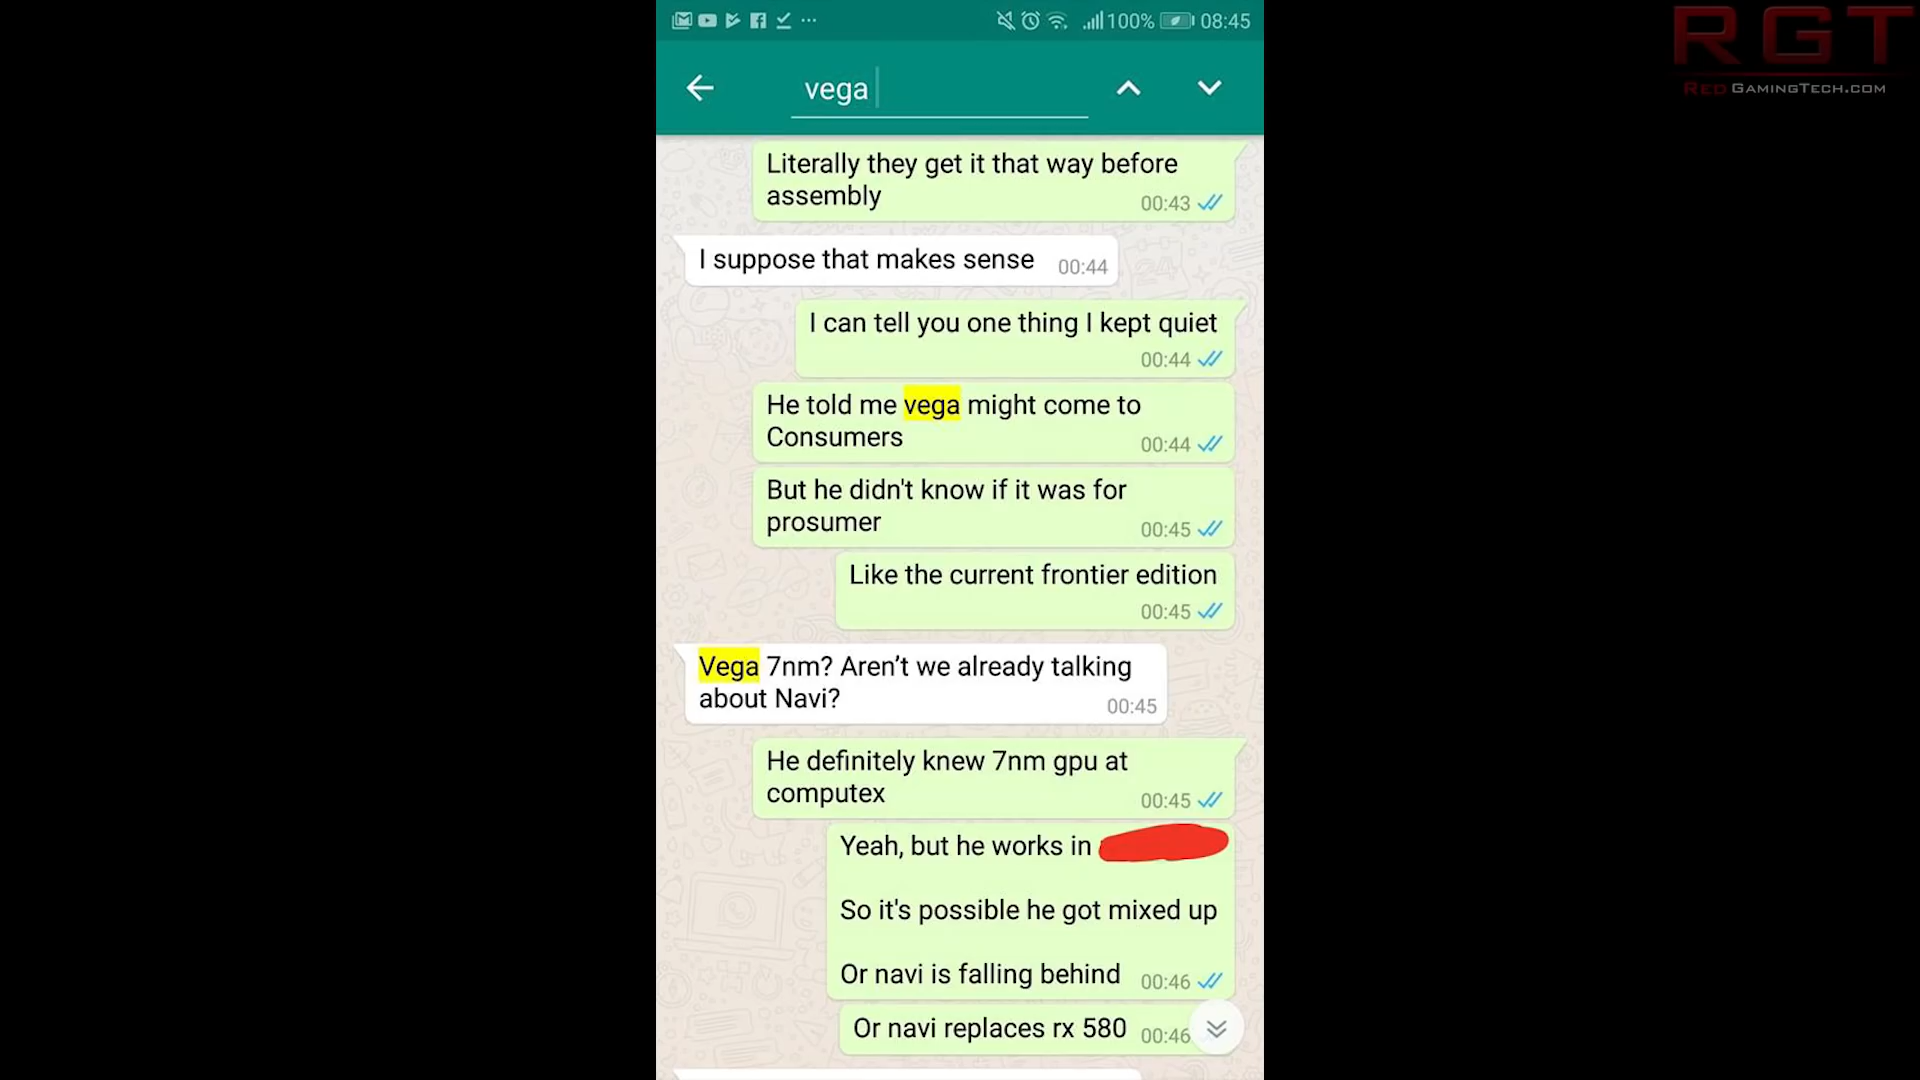 100% 08:45
RGT
RedGamingTech.com
vega
Literally they get it that way before
assembly
00:43
I suppose that makes sense 00:44
I can tell you one thing I kept quiet
00:44
He told me vega might come to
Consumers
00:44
But he didn't know if it was for
prosumer
00:45
Like the current frontier edition
00:45
Vega 7nm? Aren’t we already talking
about Navi?
00:45
He definitely knew 7nm gpu at
computex
00:45
Yeah, but he works in
So it's possible he got mixed up
Or navi is falling behind 00:46
Or navi replaces rx 580 00:46